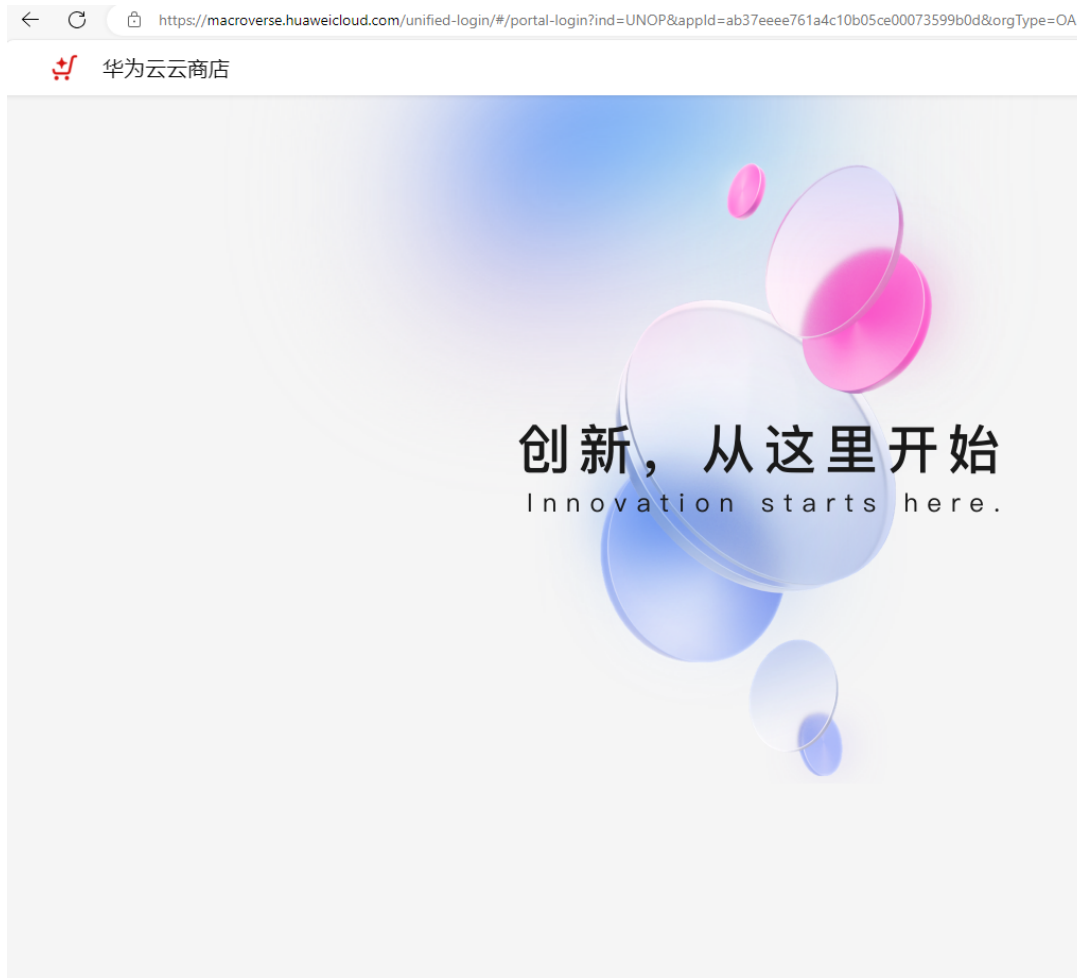 https://macroverse.huaweicloud.com/unified-login/#/portal-login?ind=UNOP&appId=ab37eeee761a4c10b05ce00073599b0d&orgType=OA
华为云云商店
创新，从这里开始
Innovation starts here.